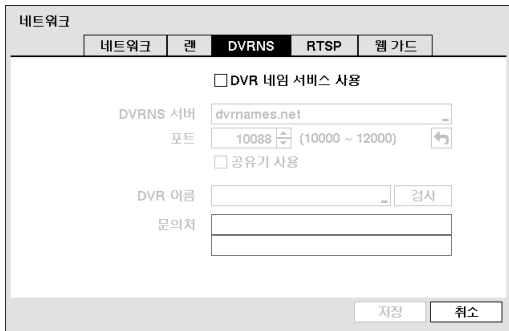 네트워크
네트워크 랜 DVRNS RTSP 웹 가드
DVR 네임 서비스 사용
DVRNS 서버 dvrnames.net
포트 10088 (10000 ~ 12000)
공유기 사용
DVR 이름 검사
문의처
저장 취소